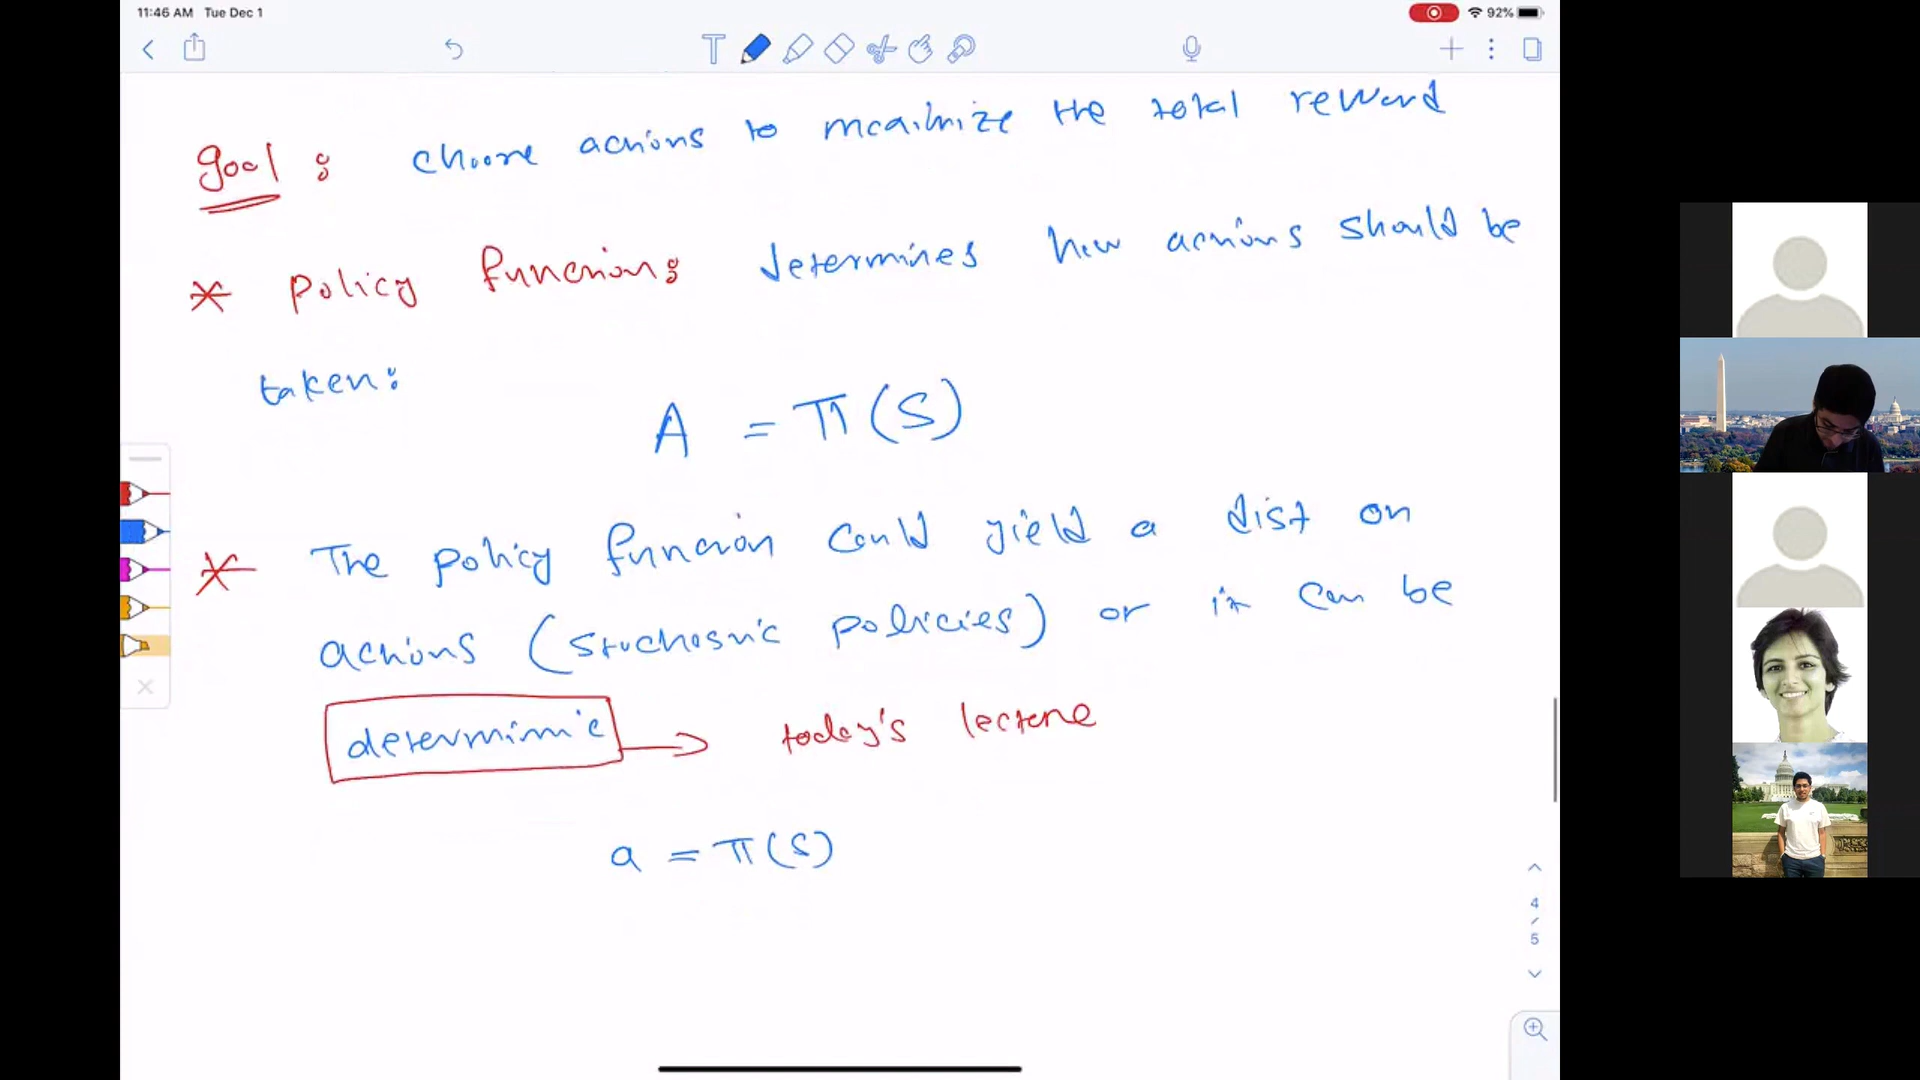 11:46 AM Tue Dec 1
92%
Goal : choose actions to maximize the total reward
* Policy function: determines how actions should be
taken:
A = π(S)
* The policy function could yield a dist on
actions (stochastic policies) or it can be
determinic → today's lecture
a = π(S)
4
/
5